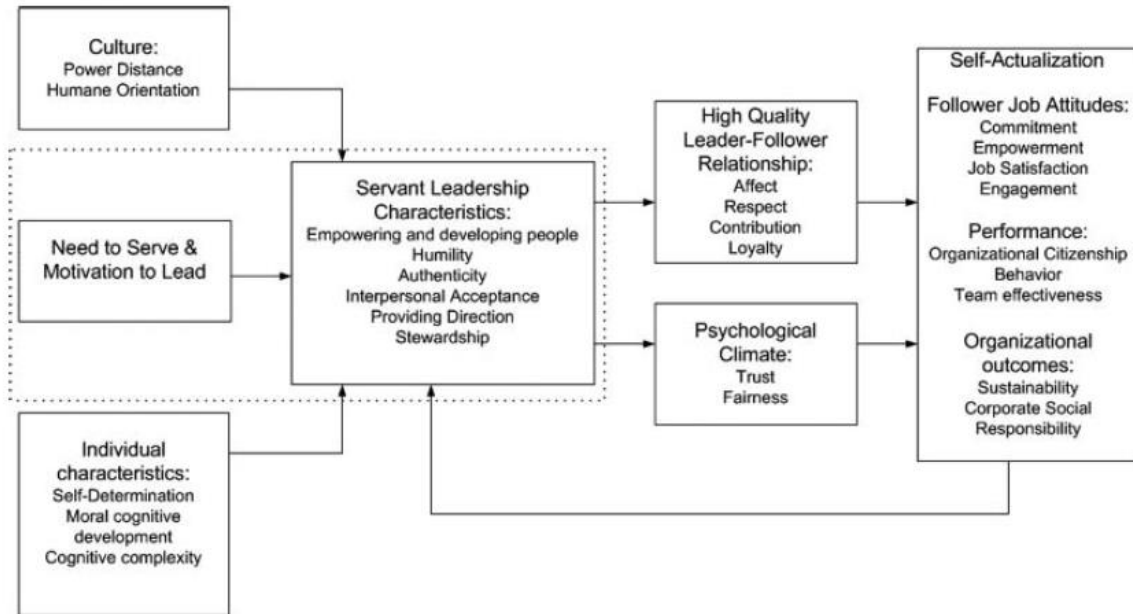 Culture:
Power Distance
Humane Orientation
Need to Serve &
Motivation to Lead
Individual
characteristics:
Self-Determination
Moral cognitive
development
Cognitive complexity
Servant Leadership
Characteristics:
Empowering and developing people
Humility
Authenticity
Interpersonal Acceptance
Providing Direction
Stewardship
High Quality
Leader-Follower
Relationship:
Affect
Respect
Contribution
Loyalty
Psychological
Climate:
Trust
Fairness
Self-Actualization
Follower Job Attitudes:
Commitment
Empowerment
Job Satisfaction
Engagement
Performance:
Organizational Citizenship
Behavior
Team effectiveness
Organizational
outcomes:
Sustainability
Corporate Social
Responsibility